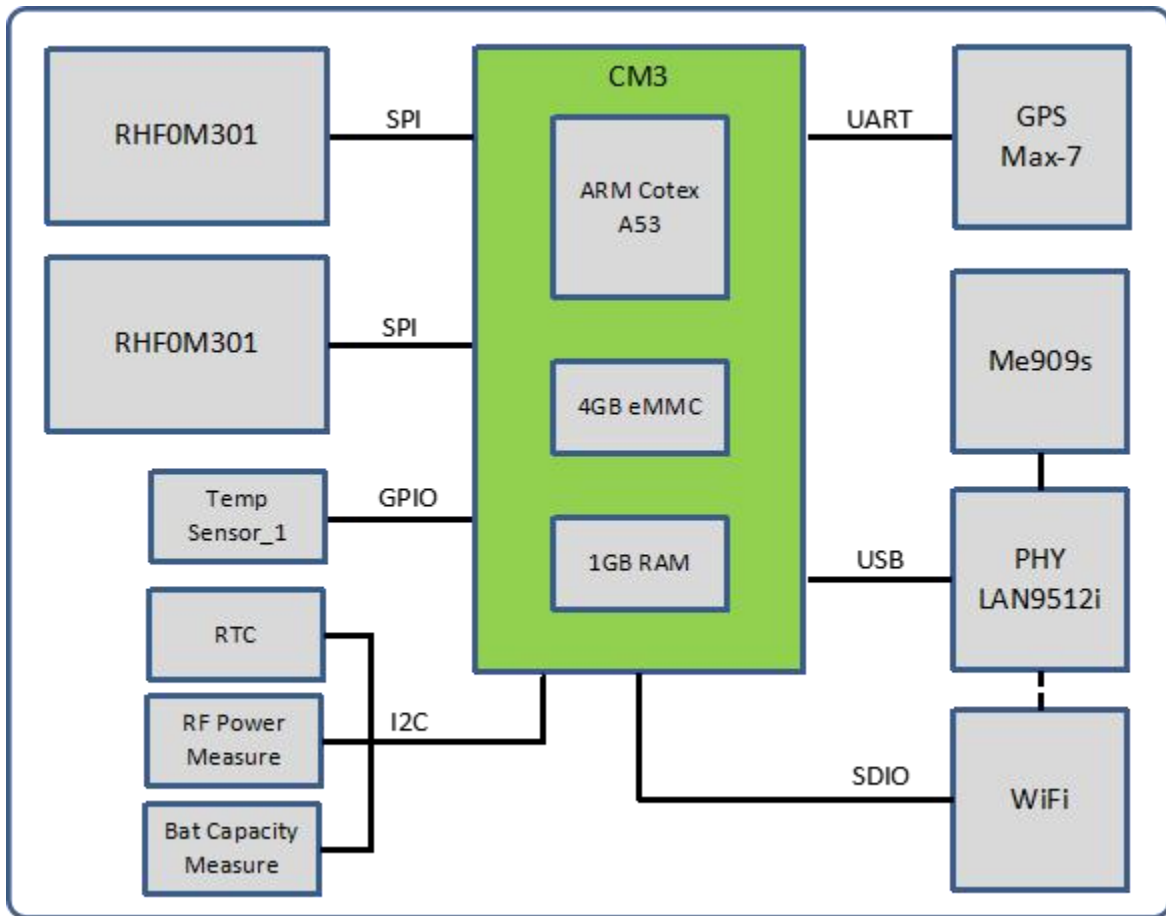 CM3
RHF0M301
SPI
UART
GPS
Max-7
ARM Cotex
A53
RHF0M301
SPI
Me909s
4GB eMMC
Temp
Sensor_1
GPIO
1GB RAM
USB
PHY
LAN9512i
RTC
RF Power
Measure
I2C
SDIO
WiFi
Bat Capacity
Measure